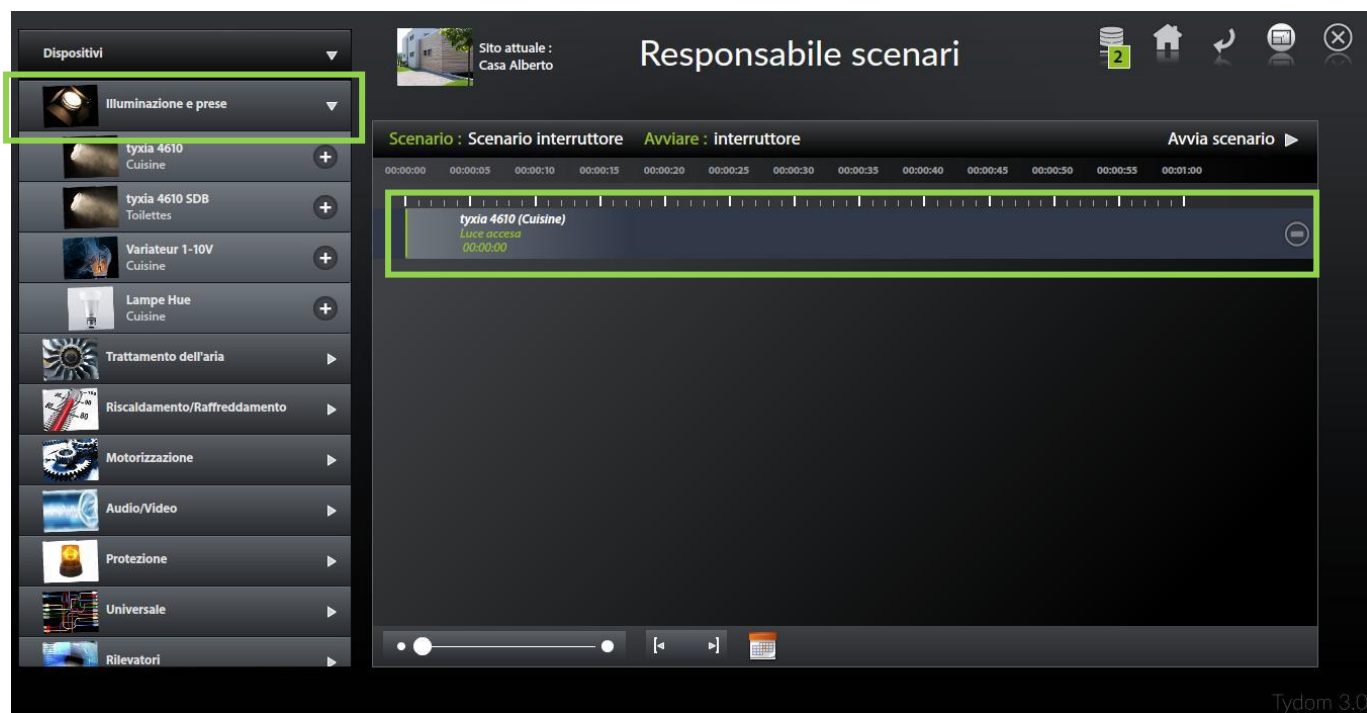 Dispositivi
Illuminazione e prese
tyxia 4610
Cuisine
tyxia 4610 SDB
Toilettes
Variateur 1-10V
Cuisine
Lampe Hue
Cuisine
Trattamento dell'aria
Riscaldamento/Raffreddamento
Motorizzazione
Audio/Video
Protezione
Universale
Rilevatori
Sito attuale :
Casa Alberto
Responsabile scenari
2
Scenario : Scenario interruttore Avviare : interruttore Avvia scenario
00:00:00 00:00:05 00:00:10 00:00:15 00:00:20 00:00:25 00:00:30 00:00:35 00:00:40 00:00:45 00:00:50 00:00:55 00:01:00
tyxia 4610 (Cuisine)
Luce accesa
00:00:00
Tydom 3.0